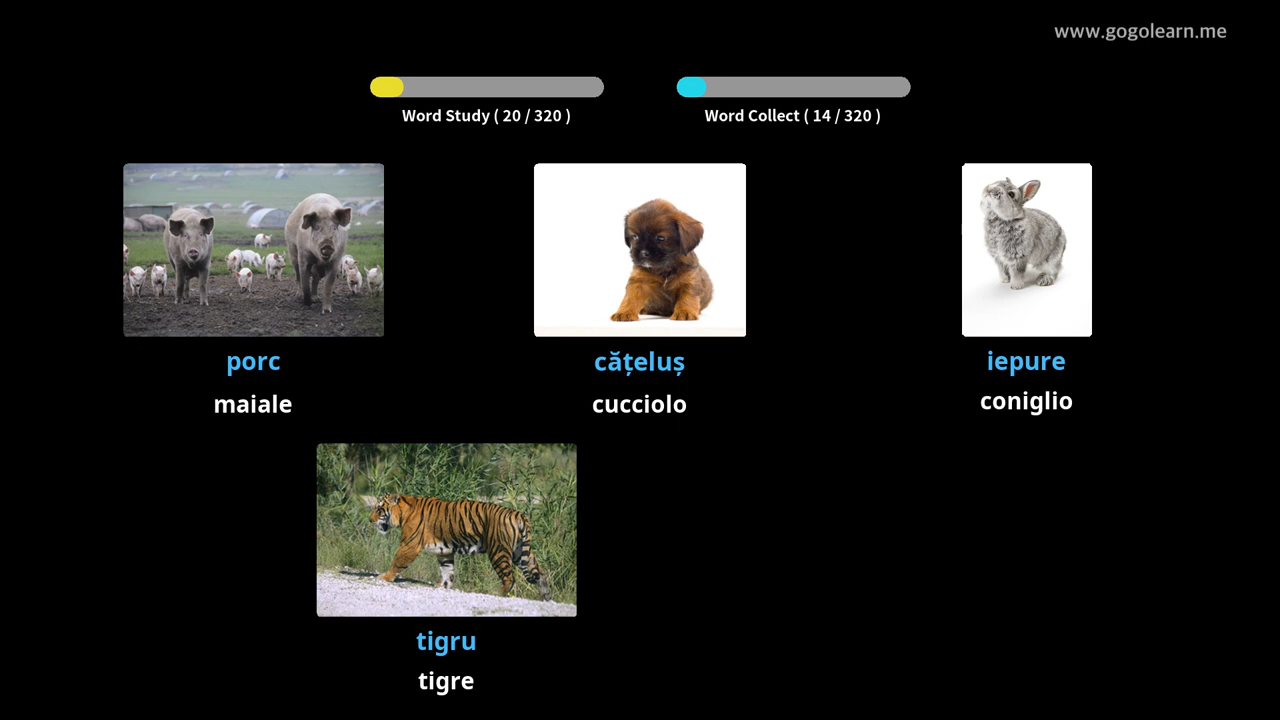 www.gogolearn.me
Word Study ( 20 / 320 )
Word Collect ( 14 / 320 )
porc
cățeluș
iepure
maiale
cucciolo
coniglio
tigru
tigre